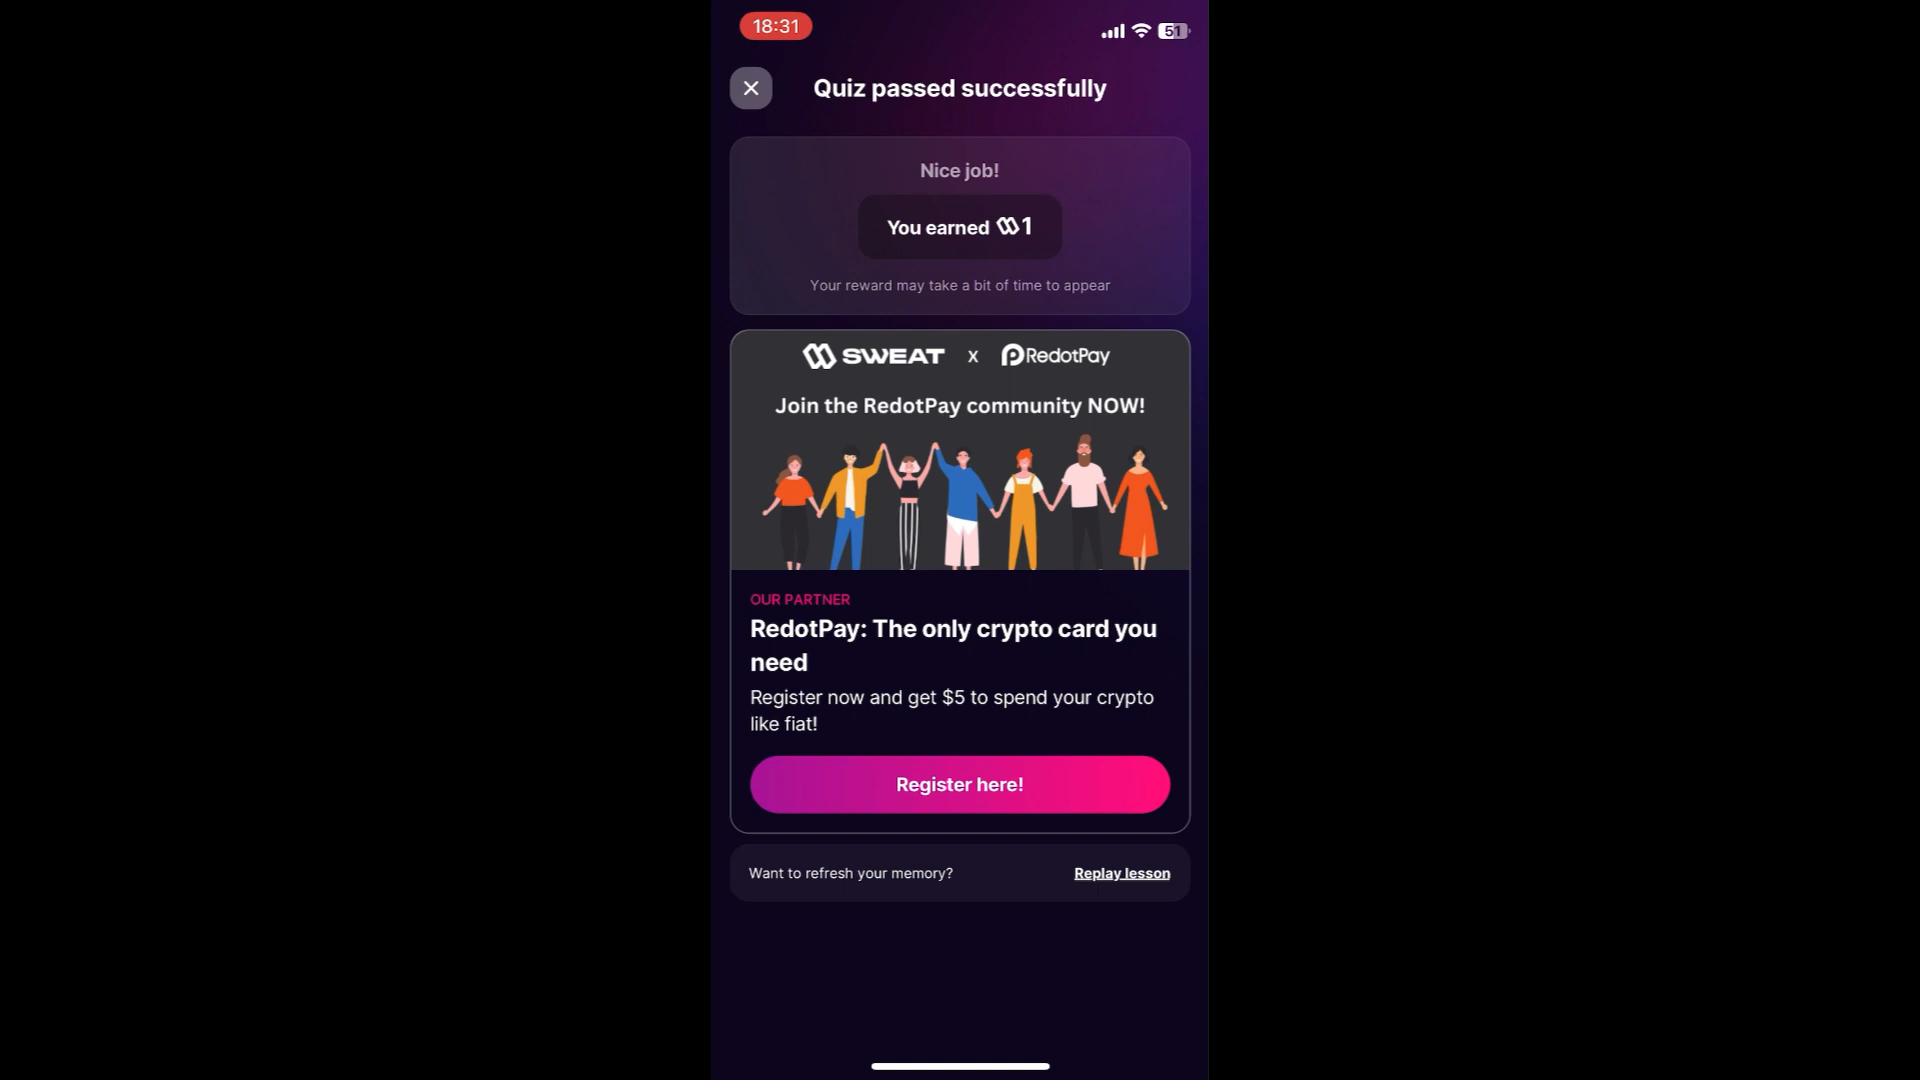 18:31
51
Quiz passed successfully
Nice job!
You earned 1
Your reward may take a bit of time to appear
SWEAT x RedotPay
Join the RedotPay community NOW!
OUR PARTNER
RedotPay: The only crypto card you
need
Register now and get $5 to spend your crypto
like fiat!
Register here!
Want to refresh your memory? Replay lesson